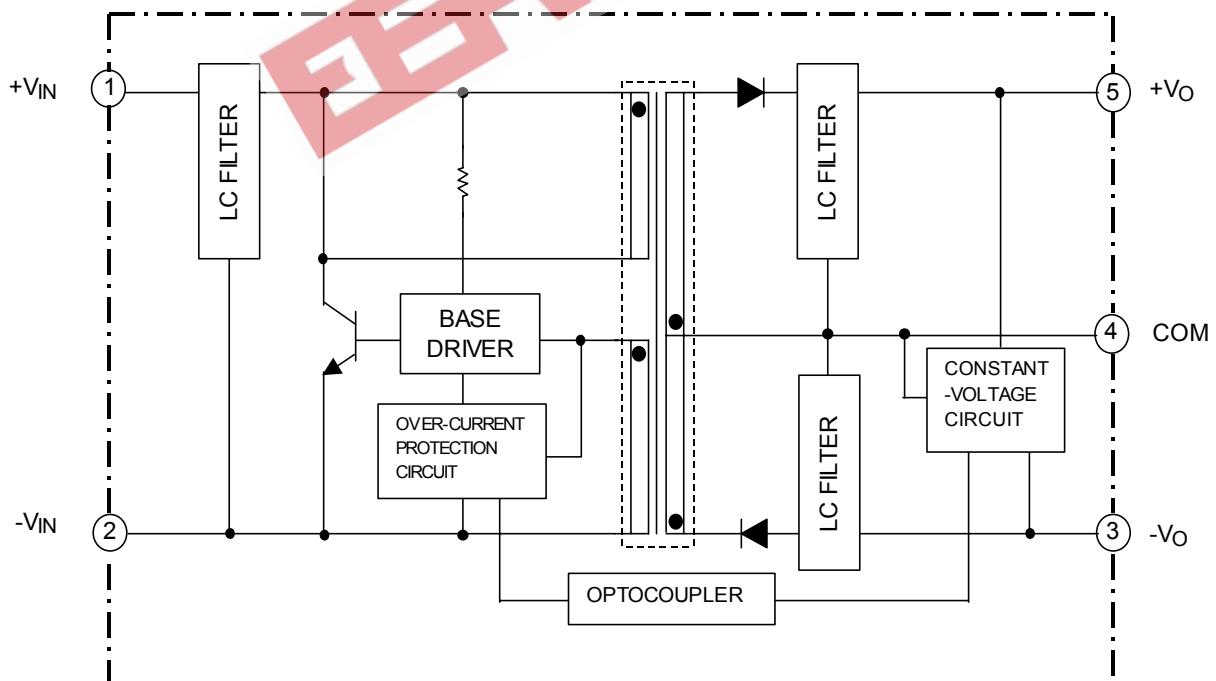 +VIN
1
LC FILTER
5
+VO
LC FILTER
BASE
DRIVER
4
COM
CONSTANT
-VOLTAGE
CIRCUIT
OVER-CURRENT
PROTECTION
CIRCUIT
LC FILTER
-VIN
2
3
-VO
OPTOCOUPLER